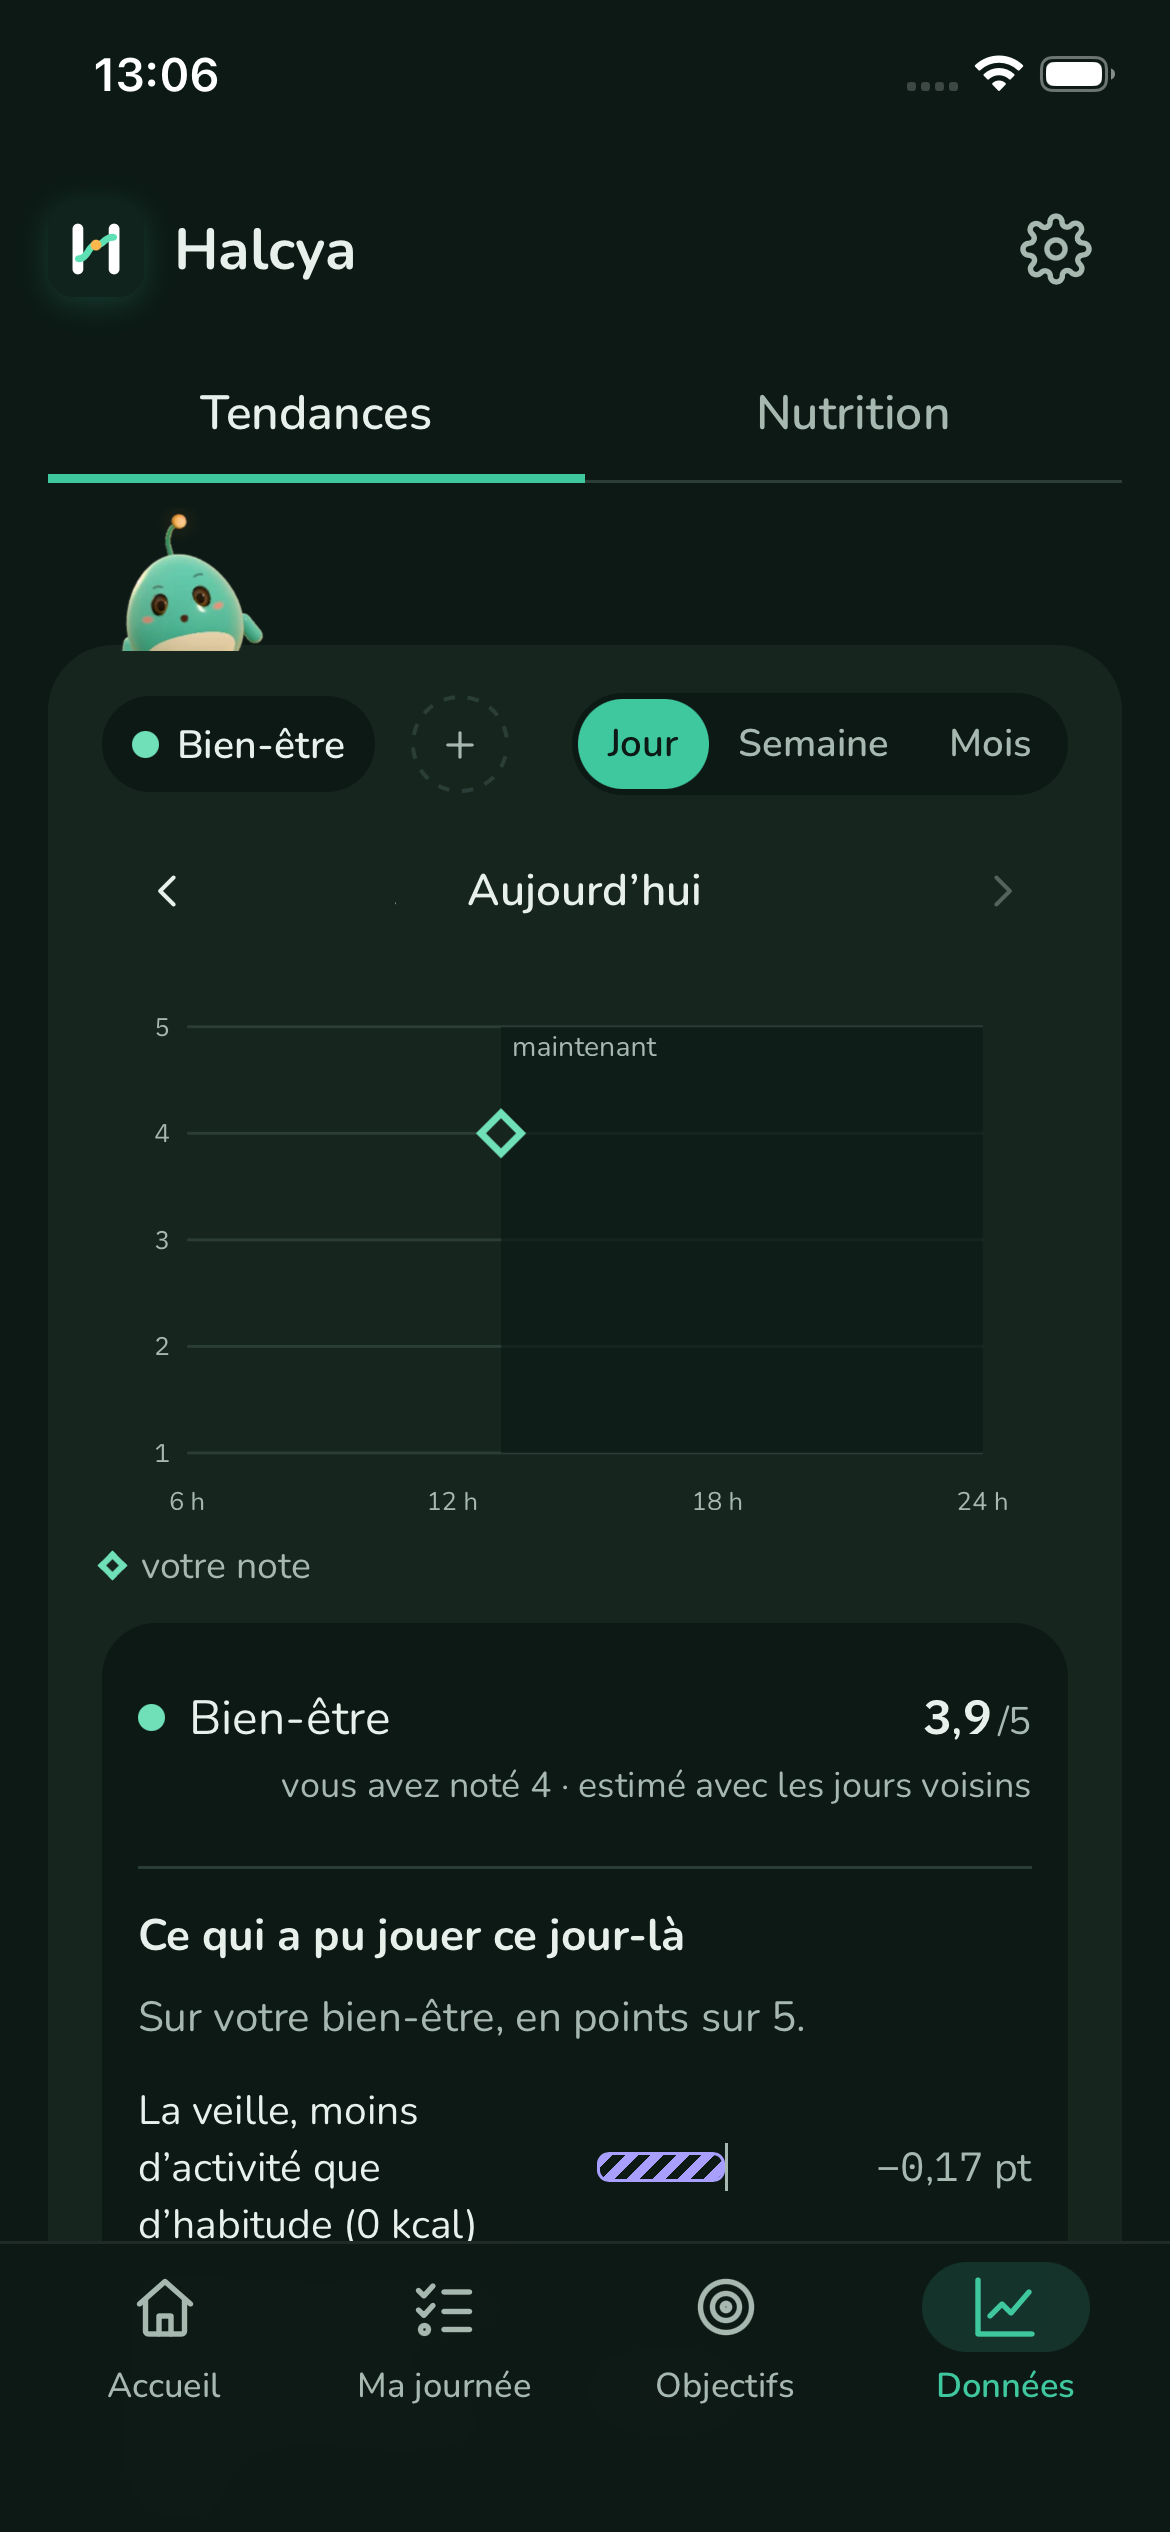 13:06
Halcya
Tendances
Nutrition
Bien-être
+
Jour
Semaine
Mois
Aujourd’hui
5
maintenant
4
3
2
1
6 h
12 h
18 h
24 h
votre note
Bien-être
3,9 /5
vous avez noté 4 · estimé avec les jours voisins
Ce qui a pu jouer ce jour-là
Sur votre bien-être, en points sur 5.
La veille, moins
d’activité que
d’habitude (0 kcal)
−0,17 pt
Accueil
Ma journée
Objectifs
Données